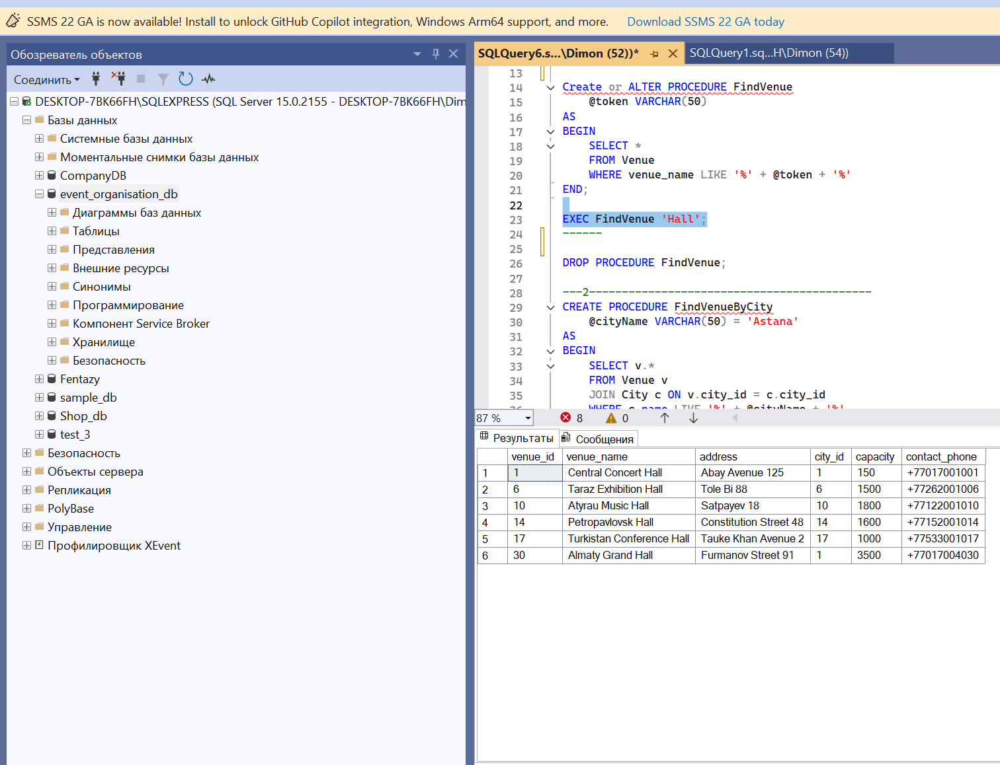 SSMS 22 GA is now available! Install to unlock GitHub Copilot integration, Windows Arm64 support, and more. Download SSMS 22 GA today
Обозреватель объектов
Соединить
DESKTOP-7BK66FH\SQLEXPRESS (SQL Server 15.0.2155 - DESKTOP-7BK66FH\Dim
Базы данных
Системные базы данных
Моментальные снимки базы данных
CompanyDB
event_organisation_db
Диаграммы баз данных
Таблицы
Представления
Внешние ресурсы
Синонимы
Программирование
Компонент Service Broker
Хранилище
Безопасность
Fentazy
sample_db
Shop_db
test_3
Безопасность
Объекты сервера
Репликация
PolyBase
Управление
Профилировщик XEvent
SQLQuery6.s...\Dimon (52))* SQLQuery1.sq...H\Dimon (54))
13
14 Create or ALTER PROCEDURE FindVenue
15 @token VARCHAR(50)
16 AS
17 BEGIN
18 SELECT *
19 FROM Venue
20 WHERE venue_name LIKE '%' + @token + '%'
21 END;
22
23 EXEC FindVenue 'Hall';
24 ------
25
26 DROP PROCEDURE FindVenue;
27
28 ---2-------------------------------------------
29 CREATE PROCEDURE FindVenueByCity
30 @cityName VARCHAR(50) = 'Astana'
31 AS
32 BEGIN
33 SELECT v.*
34 FROM Venue v
35 JOIN City c ON v.city_id = c.city_id
36 WHERE c.name LIKE '%' + @cityName + '%'
87 % 8 0
Результаты Сообщения
venue_id venue_name address city_id capacity contact_phone
1 1 Central Concert Hall Abay Avenue 125 1 150 +77017001001
2 6 Taraz Exhibition Hall Tole Bi 88 6 1500 +77262001006
3 10 Atyrau Music Hall Satpayev 18 10 1800 +77122001010
4 14 Petropavlovsk Hall Constitution Street 48 14 1600 +77152001014
5 17 Turkistan Conference Hall Tauke Khan Avenue 2 17 1000 +77533001017
6 30 Almaty Grand Hall Furmanov Street 91 1 3500 +77017004030